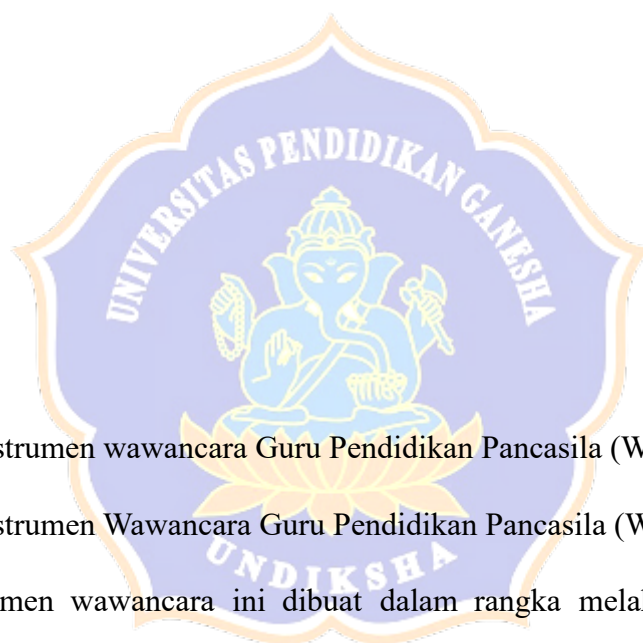 UNIVERSITAS PENDIDIKAN GANESHA
strumen wawancara Guru Pendidikan Pancasila (W
strumen Wawancara Guru Pendidikan Pancasila (W
UNDIKSHA
men wawancara ini dibuat dalam rangka mela